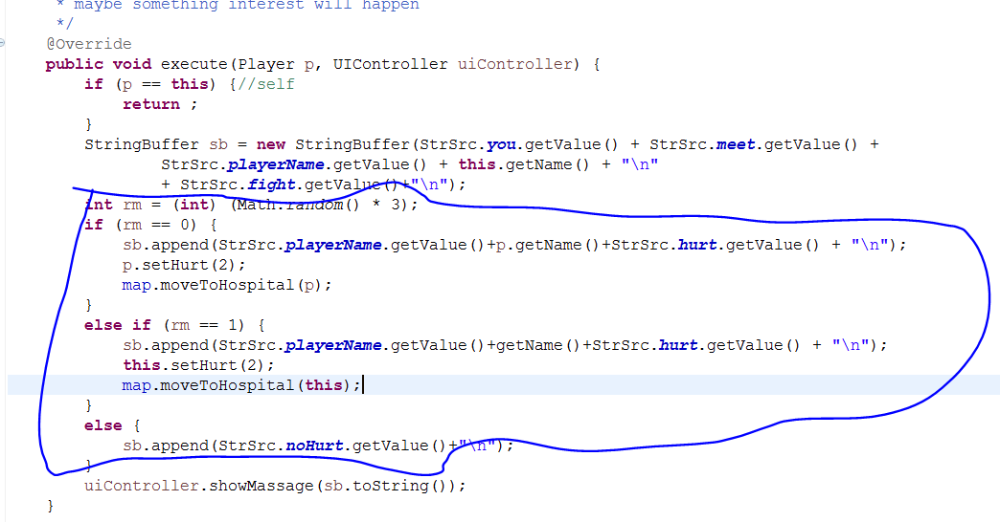 * maybe something interest will happen
*/
@Override
public void execute(Player p, UIController uiController) {
if (p == this) {//self
return ;
}
StringBuffer sb = new StringBuffer(StrSrc.you.getValue() + StrSrc.meet.getValue() +
StrSrc.playerName.getValue() + this.getName() + "\n"
+ StrSrc.fight.getValue()+"\n");
int rm = (int) (Math.random() * 3);
if (rm == 0) {
sb.append(StrSrc.playerName.getValue()+p.getName()+StrSrc.hurt.getValue() + "\n");
p.setHurt(2);
map.moveToHospital(p);
}
else if (rm == 1) {
sb.append(StrSrc.playerName.getValue()+getName()+StrSrc.hurt.getValue() + "\n");
this.setHurt(2);
map.moveToHospital(this);
}
else {
sb.append(StrSrc.noHurt.getValue()+"\n");
}
uiController.showMassage(sb.toString());
}